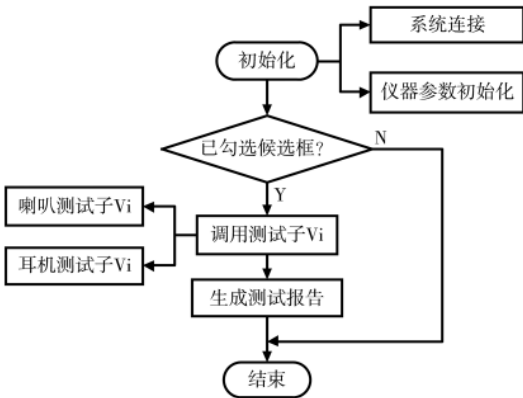 系统连接
初始化
仪器参数初始化
已勾选候选框?
N
Y
喇叭测试子Vi
调用测试子Vi
耳机测试子Vi
生成测试报告
结束